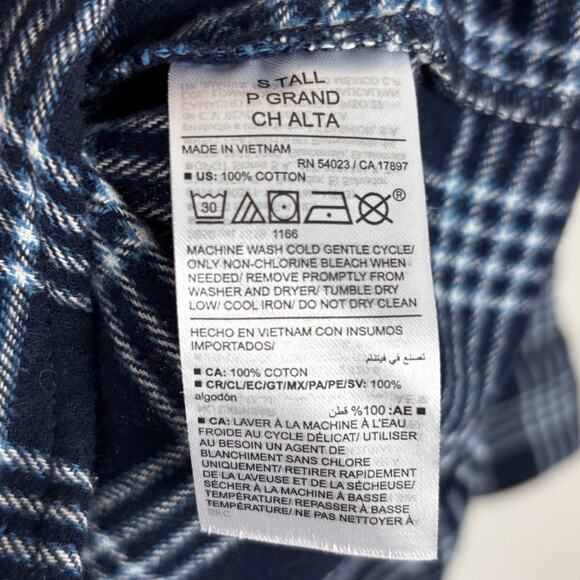 S TALL
P GRAND
CH ALTA
MADE IN VIETNAM
RN 54023 / CA 17897
■ US: 100% COTTON
30
®
1166
MACHINE WASH COLD GENTLE CYCLE/
ONLY NON-CHLORINE BLEACH WHEN
NEEDED/ REMOVE PROMPTLY FROM
WASHER AND DRYER/ TUMBLE DRY
LOW/ COOL IRON/ DO NOT DRY CLEAN
HECHO EN VIETNAM CON INSUMOS
IMPORTADOS/
صنع في فيتنام
■ CA: 100% COTON
■ CR/CL/EC/GT/MX/PA/PE/SV: 100%
algodón
■ AE: 100% قطن
■ CA: LAVER À LA MACHINE À L'EAU
FROIDE AU CYCLE DÉLICAT/ UTILISER
AU BESOIN UN AGENT DE
BLANCHIMENT SANS CHLORE
UNIQUEMENT/ RETIRER RAPIDEMENT
DE LA LAVEUSE ET DE LA SÉCHEUSE/
SÉCHER À LA MACHINE À BASSE
TEMPÉRATURE/ REPASSER À BASSE
TEMPÉRATURE/ NE PAS NETTOYER À
SEC